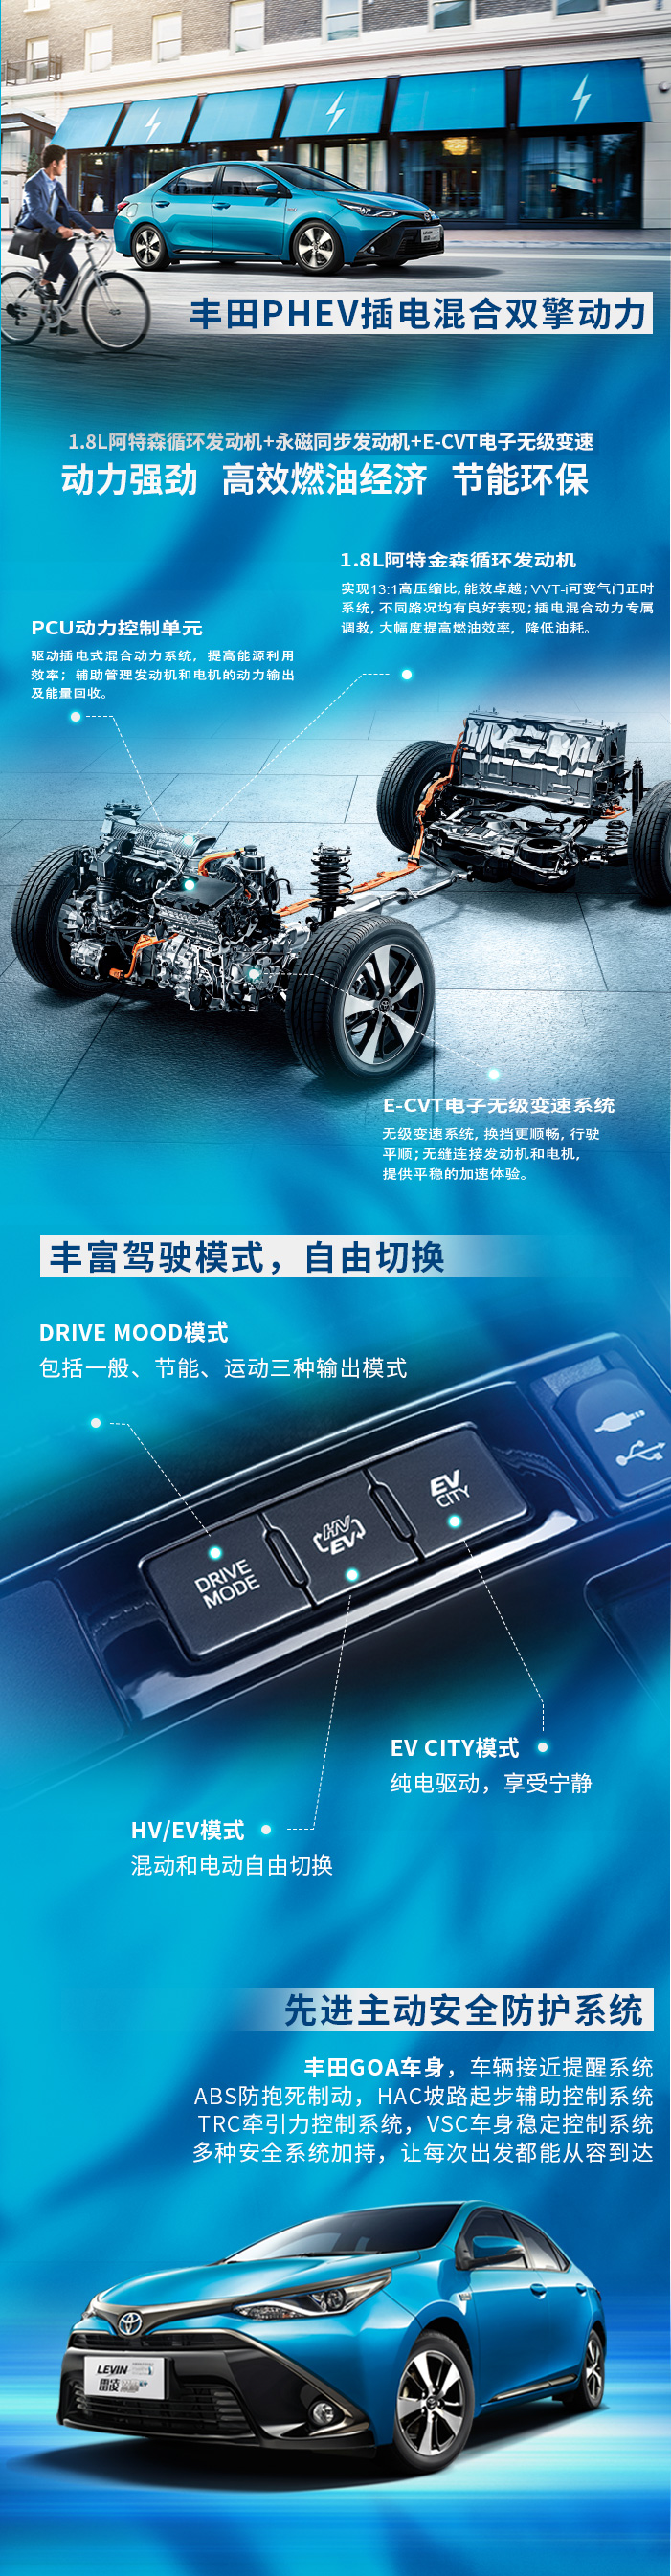 丰田PHEV插电混合双擎动力
1.8L阿特森循环发动机+永磁同步发动机+E-CVT电子无级变速
动力强劲 高效燃油经济 节能环保
1.8L阿特金森循环发动机
实现13:1高压缩比, 能效卓越; VVT-i可变气门正时
系统, 不同路况均有良好表现; 插电混合动力专属
调教, 大幅度提高燃油效率, 降低油耗。
PCU动力控制单元
驱动插电式混合动力系统, 提高能源利用
效率; 辅助管理发动机和电机的动力输出
及能量回收。
E-CVT电子无级变速系统
无级变速系统, 换挡更顺畅, 行驶
平顺; 无缝连接发动机和电机,
提供平稳的加速体验。
丰富驾驶模式，自由切换
DRIVE MOOD模式
包括一般、节能、运动三种输出模式
EV
CITY
HV
EV
DRIVE
MODE
EV CITY模式
纯电驱动，享受宁静
HV/EV模式
混动和电动自由切换
先进主动安全防护系统
丰田GOA车身，车辆接近提醒系统
ABS防抱死制动，HAC坡路起步辅助控制系统
TRC牵引力控制系统，VSC车身稳定控制系统
多种安全系统加持，让每次出发都能从容到达
LEVIN
雷凌